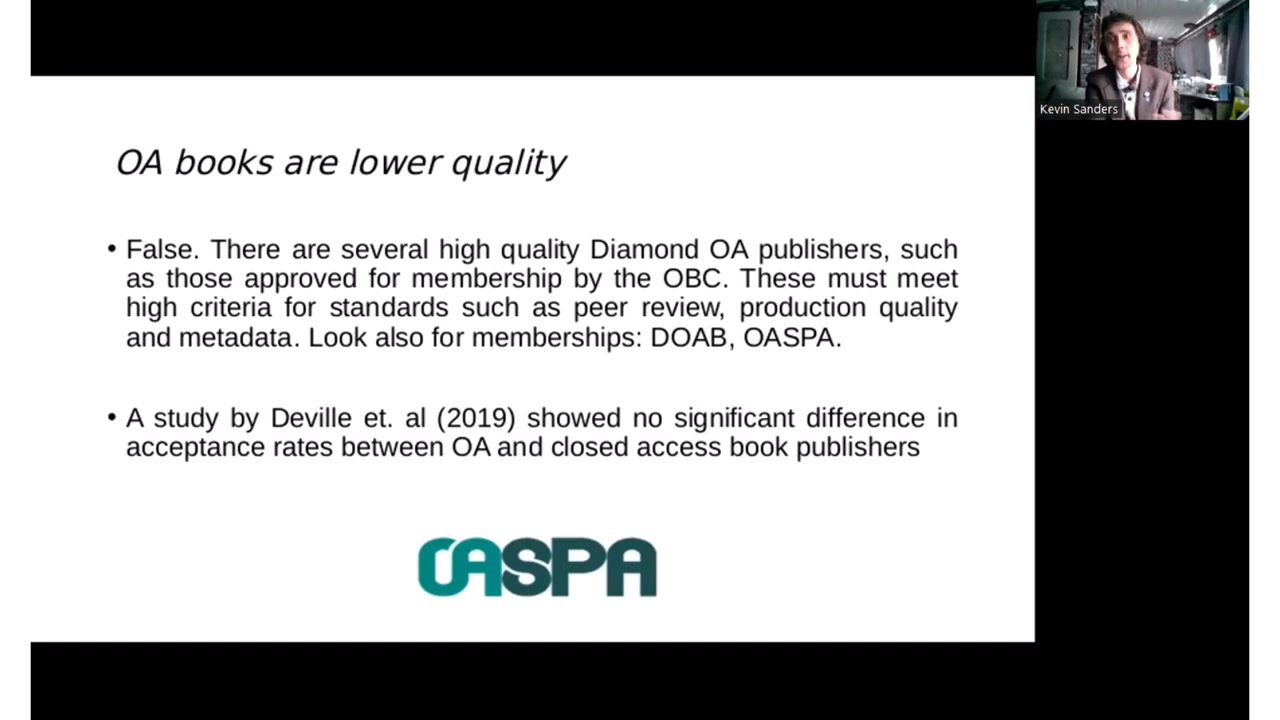 OA books are lower quality
• False. There are several high quality Diamond OA publishers, such
as those approved for membership by the OBC. These must meet
high criteria for standards such as peer review, production quality
and metadata. Look also for memberships: DOAB, OASPA.
• A study by Deville et. al (2019) showed no significant difference in
acceptance rates between OA and closed access book publishers
OASPA
Kevin Sanders